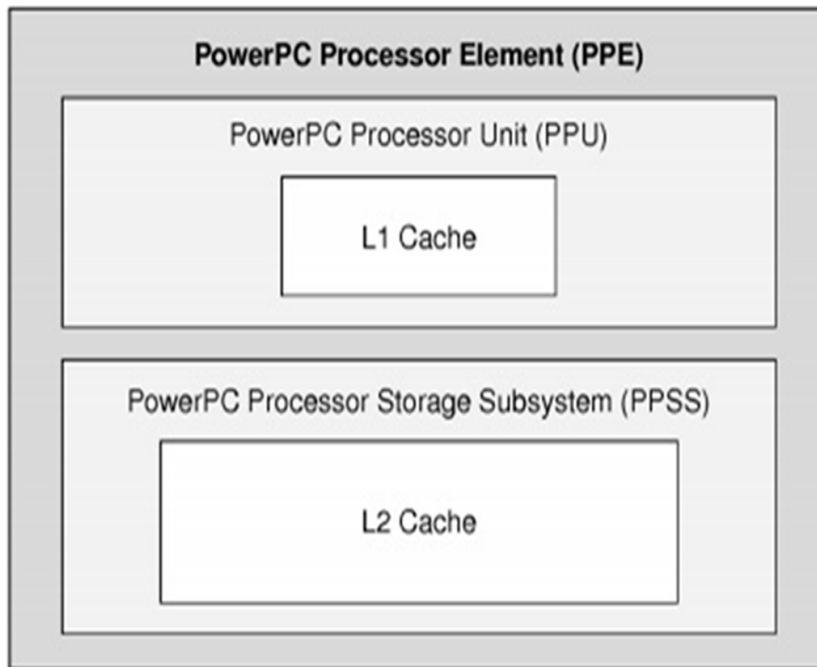 PowerPC Processor Element (PPE)
PowerPC Processor Unit (PPU)
L1 Cache
PowerPC Processor Storage Subsystem (PPSS)
L2 Cache